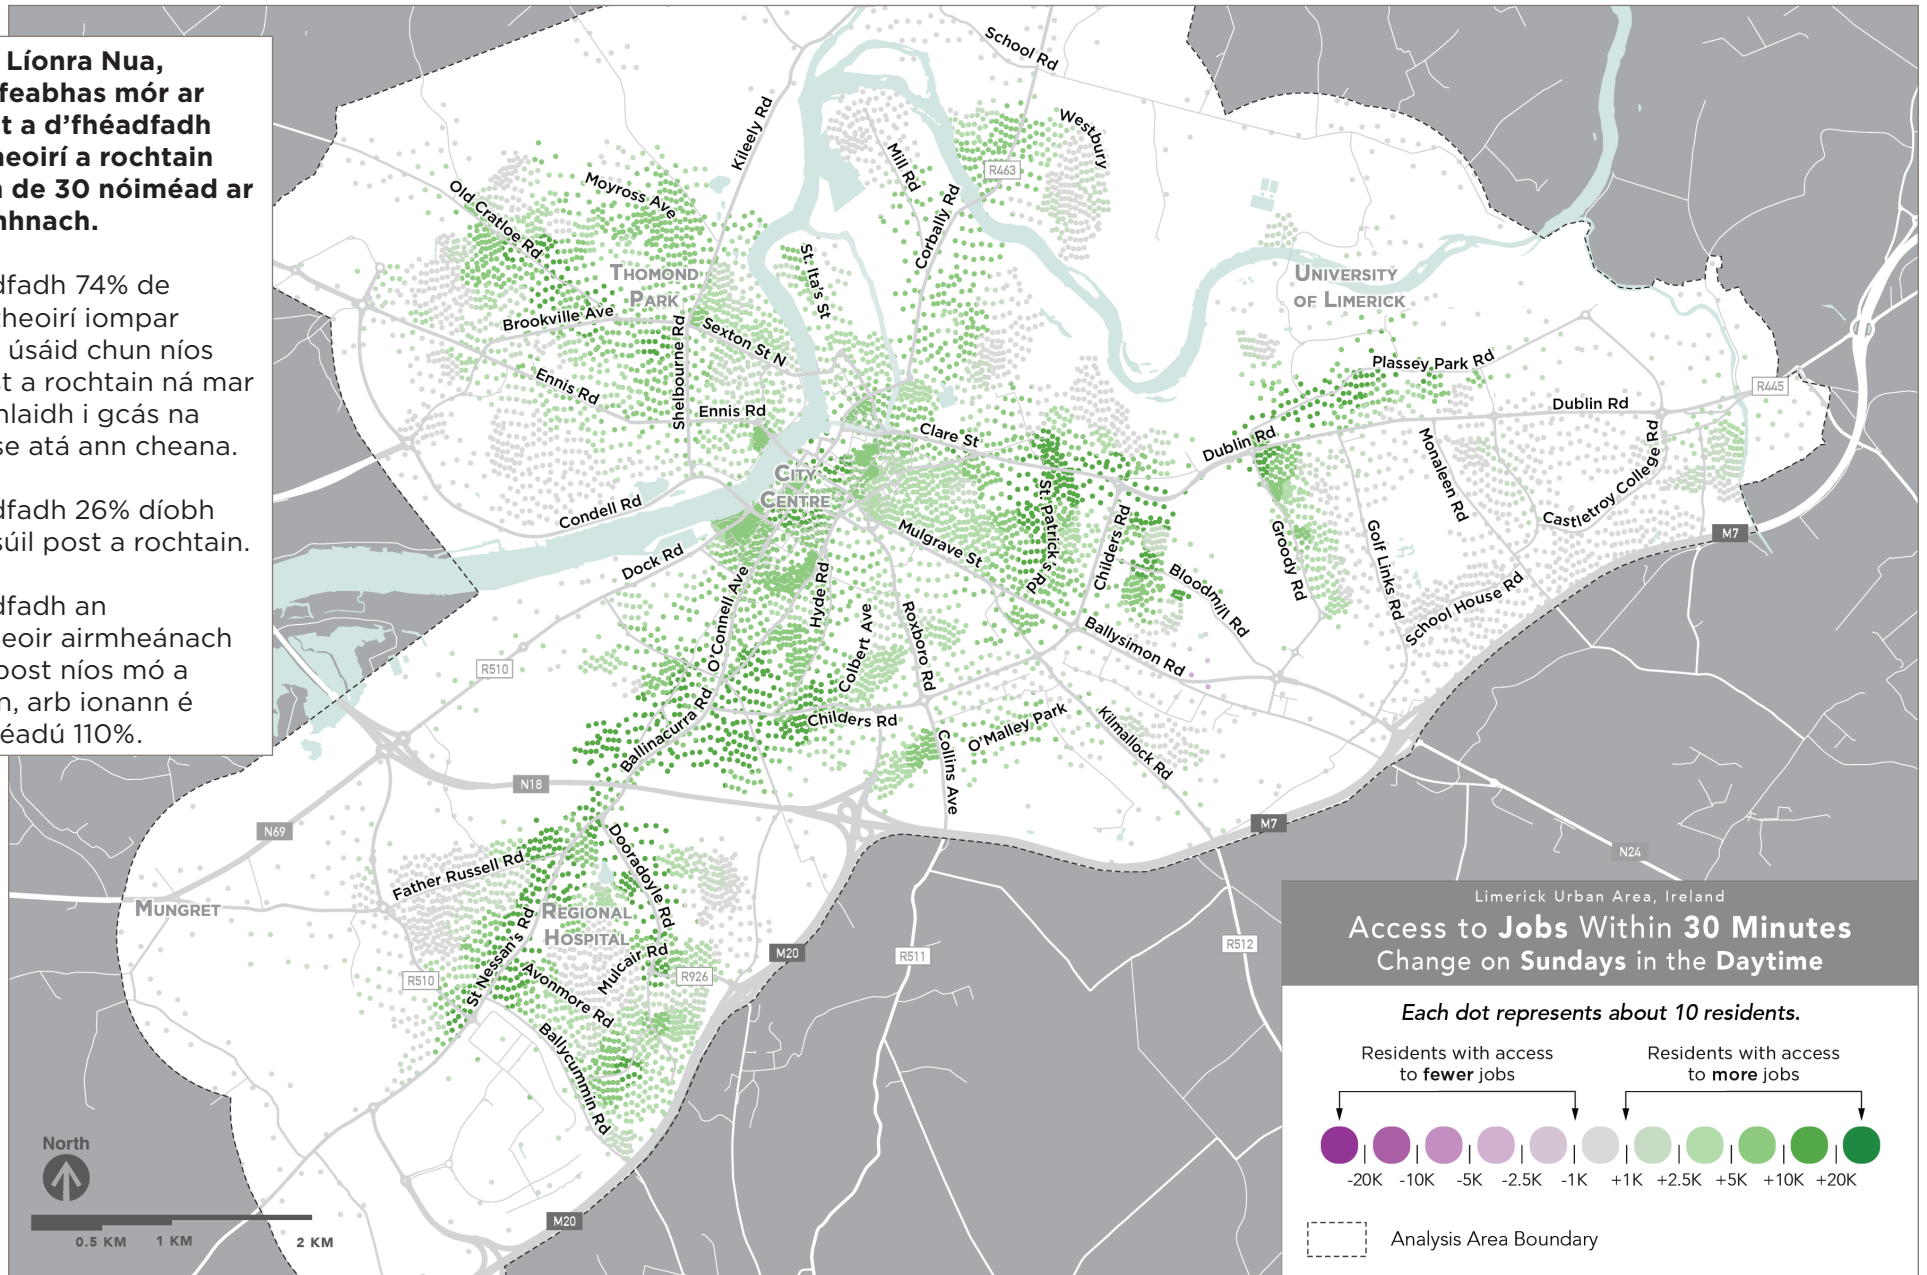 Líonra Nua,
feabhas mór ar
t a d'fhéadfadh
heoirí a rochtain
de 30 nóiméad ar
hnach.
dfadh 74% de
theoirí iompar
úsáid chun níos
st a rochtain ná mar
hlaidh i gcás na
se atá ann cheana.
dfadh 26% díobh
súil post a rochtain.
dfadh an
eoir airmheánach
post níos mó a
n, arb ionann é
éadú 110%.
School Rd
Kileely Rd
Westbury
Mill Rd
R463
Moyross Ave
Old Cratloe Rd
Corbally Rd
St. Ita's St
Thomond
Park
University
of Limerick
Brookville Ave
Sexton St N
Shelbourne Rd
Plassey Park Rd
Ennis Rd
R445
Ennis Rd
Dublin Rd
Clare St
Dublin Rd
Monaleen Rd
Castletroy College Rd
City
Centre
Condell Rd
St. Patrick's Rd
Mulgrave St
Childers Rd
Groody Rd
Golf Links Rd
M7
Dock Rd
O'Connell Ave
Hyde Rd
Bloodmill Rd
School House Rd
Colbert Ave
Roxboro Rd
Ballysimon Rd
R510
Ballinacurra Rd
Childers Rd
O'Malley Park
Kilmallock Rd
Collins Ave
N18
N69
M7
Dooradoyle Rd
N24
Father Russell Rd
Mungret
Regional
Hospital
St Nessan's Rd
Mulcair Rd
M20
R511
R512
R510
Avonmore Rd
R926
Ballycummin Rd
M20
North
0.5 KM
1 KM
2 KM
Limerick Urban Area, Ireland
Access to Jobs Within 30 Minutes
Change on Sundays in the Daytime
Each dot represents about 10 residents.
Residents with access
to fewer jobs
Residents with access
to more jobs
-20K -10K -5K -2.5K -1K +1K +2.5K +5K +10K +20K
Analysis Area Boundary